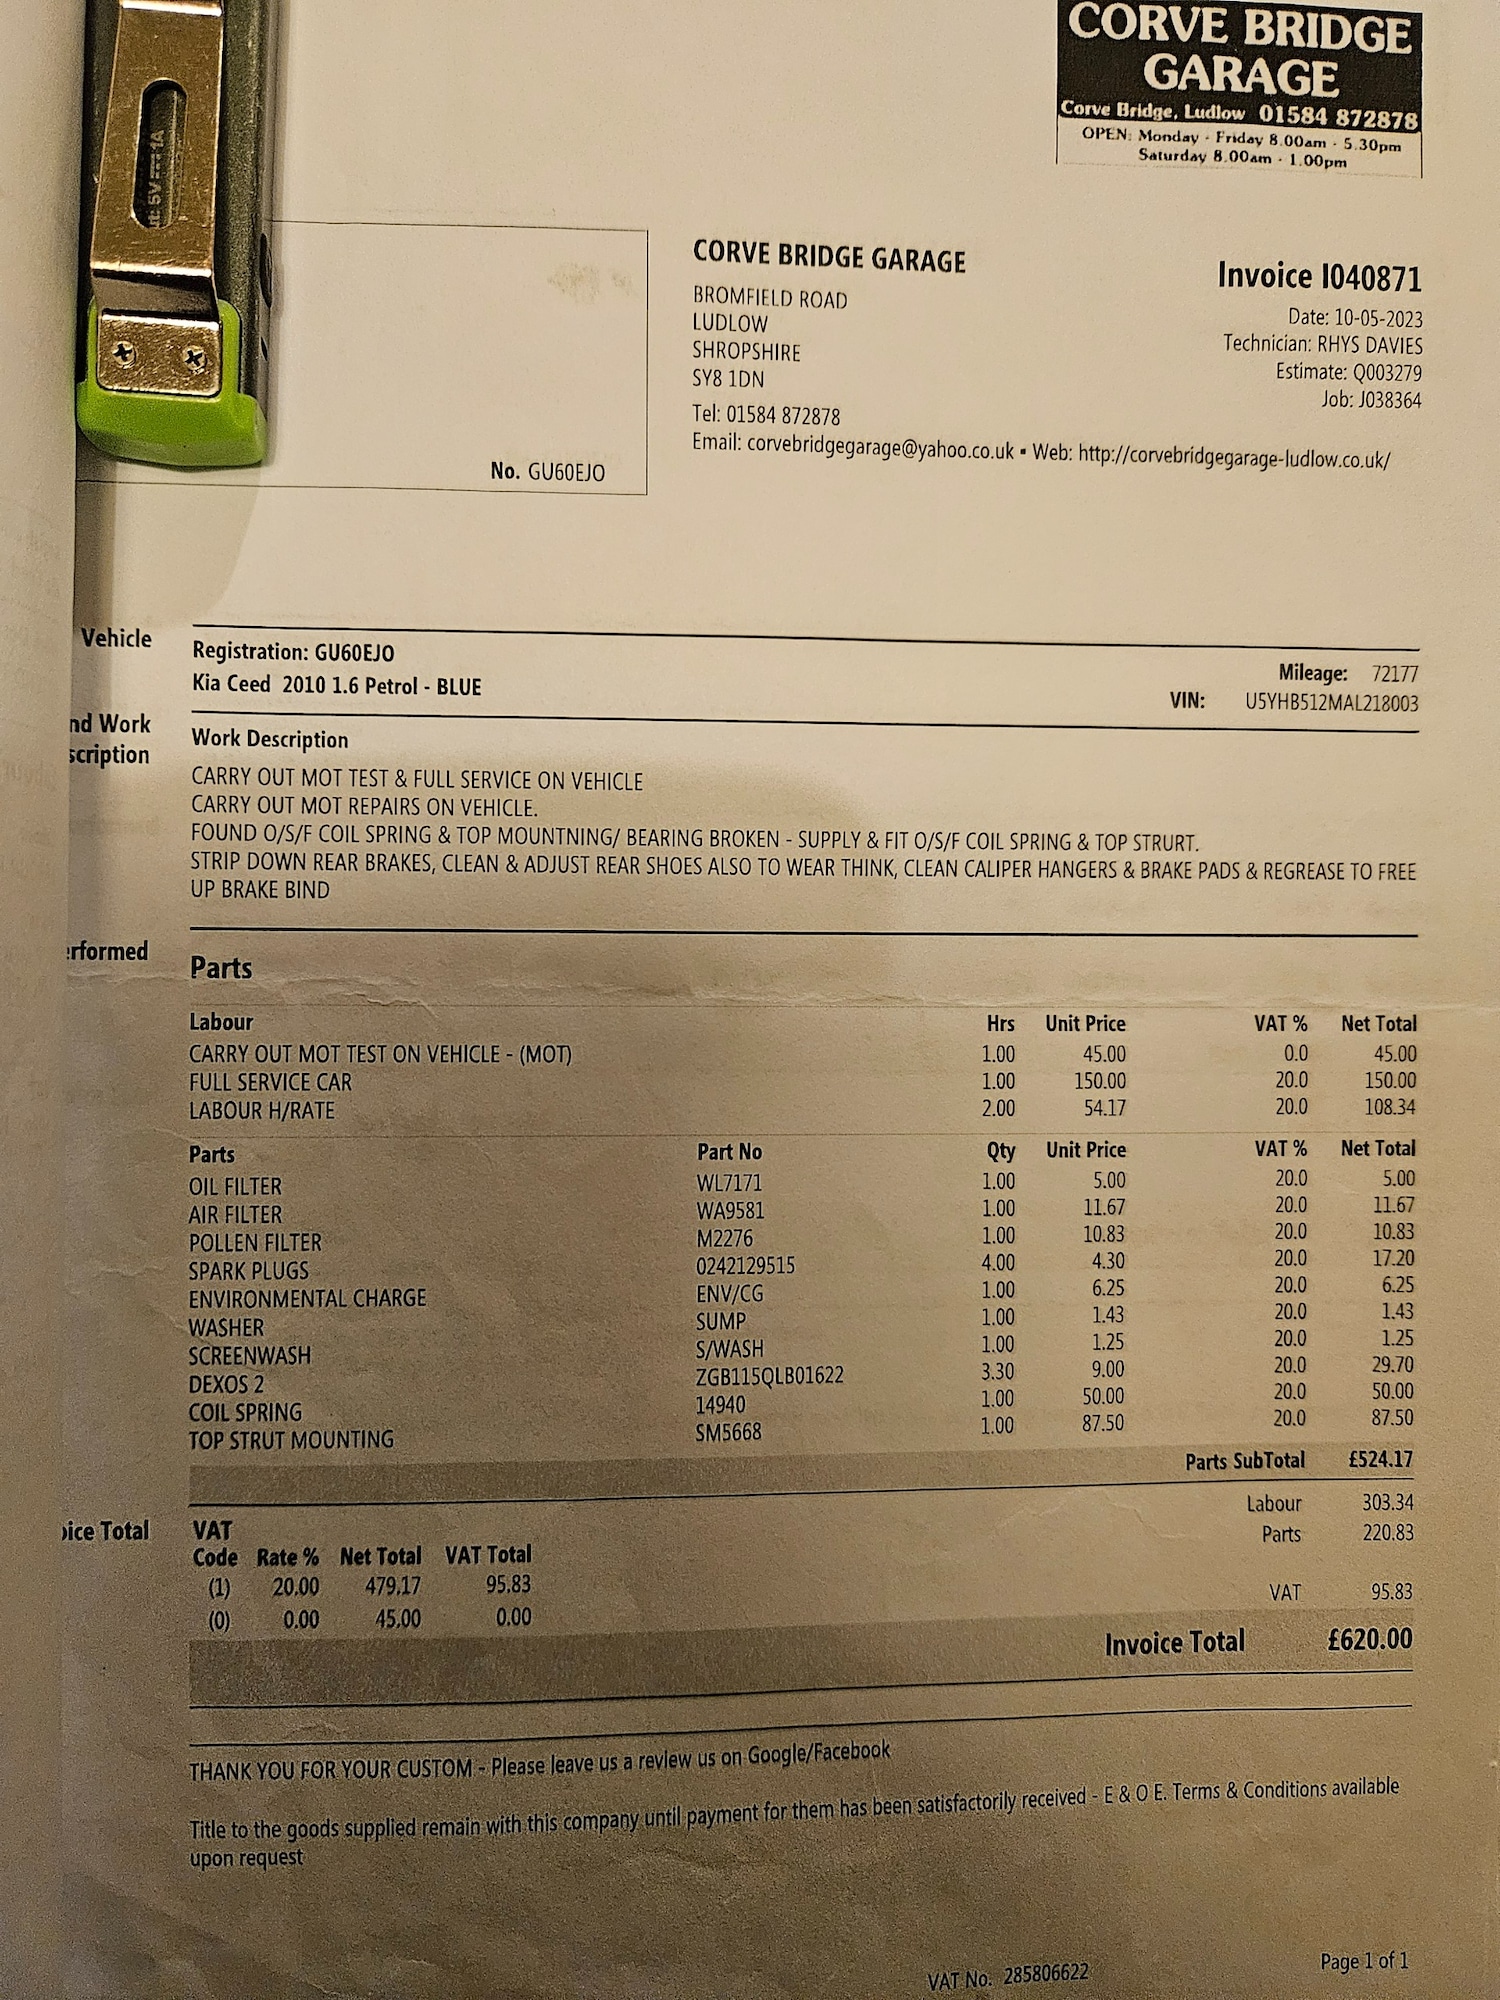 CORVE BRIDGE
GARAGE
Corve Bridge, Ludlow 01584 872878
OPEN: Monday - Friday 8.00am - 5.30pm
Saturday 8.00am - 1.00pm
5V 1A
No. GU60EJO
CORVE BRIDGE GARAGE
BROMFIELD ROAD
LUDLOW
SHROPSHIRE
SY8 1DN
Tel: 01584 872878
Email: corvebridgegarage@yahoo.co.uk ▪ Web: http://corvebridgegarage-ludlow.co.uk/
Invoice I040871
Date: 10-05-2023
Technician: RHYS DAVIES
Estimate: Q003279
Job: J038364
Vehicle
Registration: GU60EJO
Kia Ceed 2010 1.6 Petrol - BLUE
Mileage: 72177
VIN: U5YHB512MAL218003
nd Work
scription
Work Description
CARRY OUT MOT TEST & FULL SERVICE ON VEHICLE
CARRY OUT MOT REPAIRS ON VEHICLE.
FOUND O/S/F COIL SPRING & TOP MOUNTNING/ BEARING BROKEN - SUPPLY & FIT O/S/F COIL SPRING & TOP STRURT.
STRIP DOWN REAR BRAKES, CLEAN & ADJUST REAR SHOES ALSO TO WEAR THINK, CLEAN CALIPER HANGERS & BRAKE PADS & REGREASE TO FREE
UP BRAKE BIND
erformed
Parts
Labour Hrs Unit Price VAT % Net Total
CARRY OUT MOT TEST ON VEHICLE - (MOT) 1.00 45.00 0.0 45.00
FULL SERVICE CAR 1.00 150.00 20.0 150.00
LABOUR H/RATE 2.00 54.17 20.0 108.34
Parts Part No Qty Unit Price VAT % Net Total
OIL FILTER WL7171 1.00 5.00 20.0 5.00
AIR FILTER WA9581 1.00 11.67 20.0 11.67
POLLEN FILTER M2276 1.00 10.83 20.0 10.83
SPARK PLUGS 0242129515 4.00 4.30 20.0 17.20
ENVIRONMENTAL CHARGE ENV/CG 1.00 6.25 20.0 6.25
WASHER SUMP 1.00 1.43 20.0 1.43
SCREENWASH S/WASH 1.00 1.25 20.0 1.25
DEXOS 2 ZGB115QLB01622 3.30 9.00 20.0 29.70
COIL SPRING 14940 1.00 50.00 20.0 50.00
TOP STRUT MOUNTING SM5668 1.00 87.50 20.0 87.50
Parts SubTotal £524.17
oice Total
VAT
Code Rate % Net Total VAT Total
(1) 20.00 479.17 95.83
(0) 0.00 45.00 0.00
Labour 303.34
Parts 220.83
VAT 95.83
Invoice Total £620.00
THANK YOU FOR YOUR CUSTOM - Please leave us a review us on Google/Facebook
Title to the goods supplied remain with this company until payment for them has been satisfactorily received - E & O E. Terms & Conditions available
upon request
VAT No. 285806622
Page 1 of 1